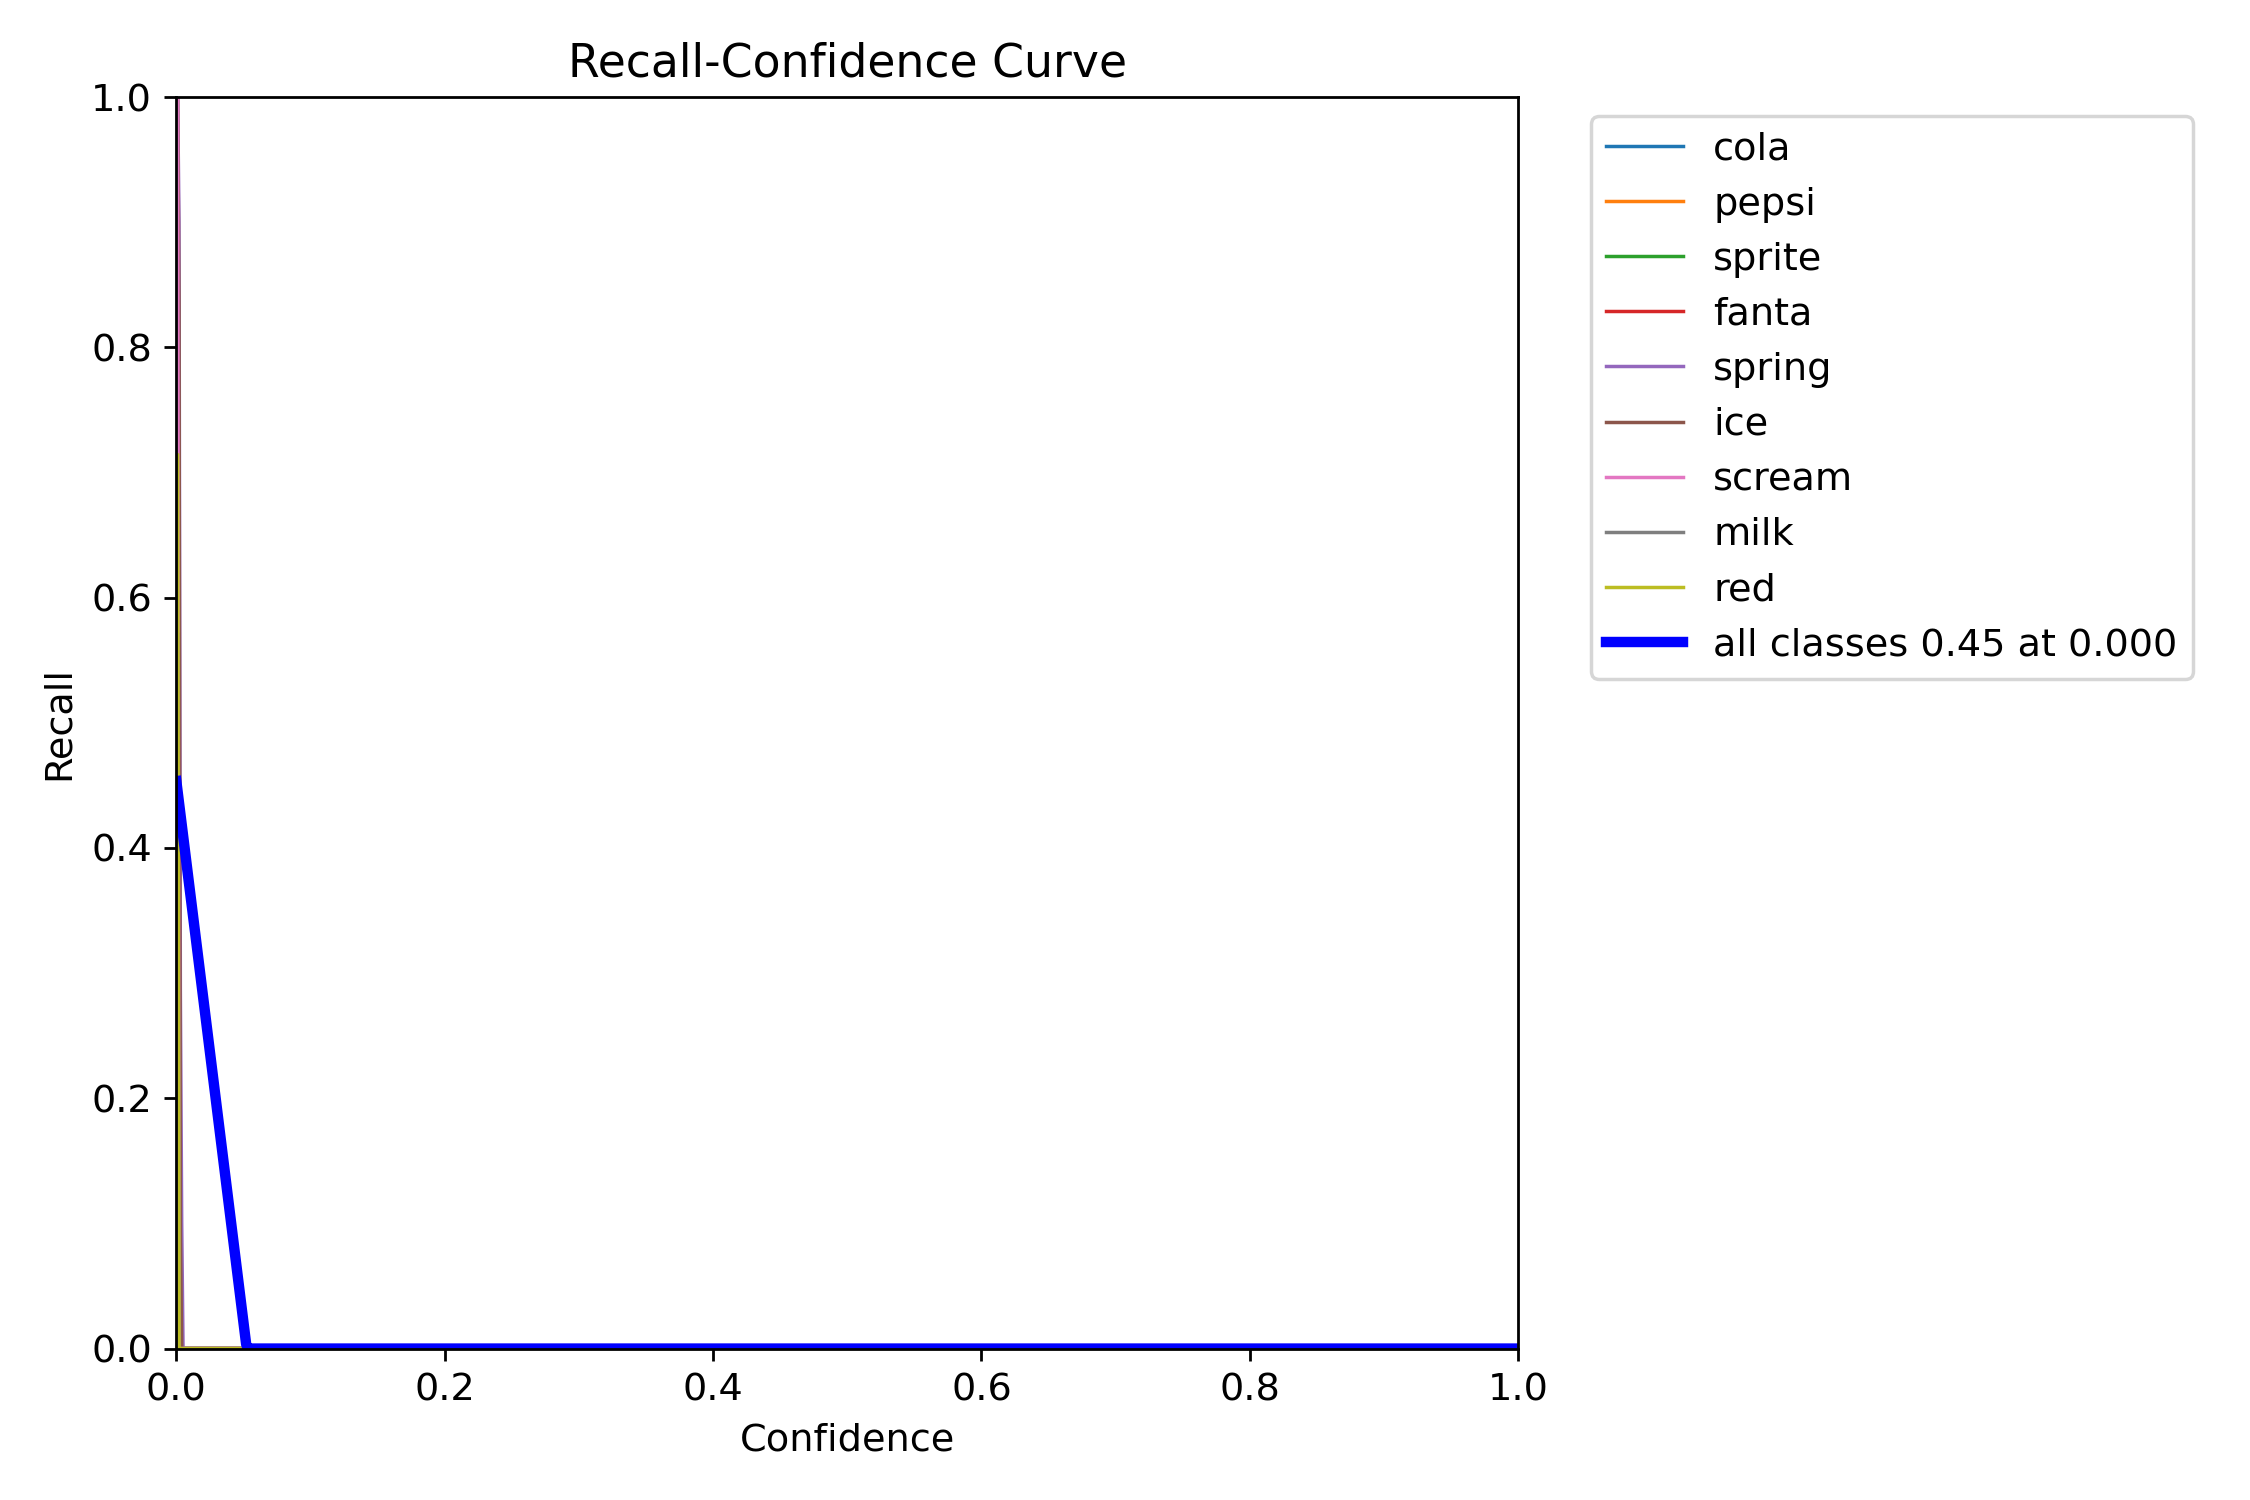 Recall-Confidence Curve
1.0
0.8
0.6
0.4
0.2
0.0
Recall
0.0 0.2 0.4 0.6 0.8 1.0
Confidence
cola
pepsi
sprite
fanta
spring
ice
scream
milk
red
all classes 0.45 at 0.000